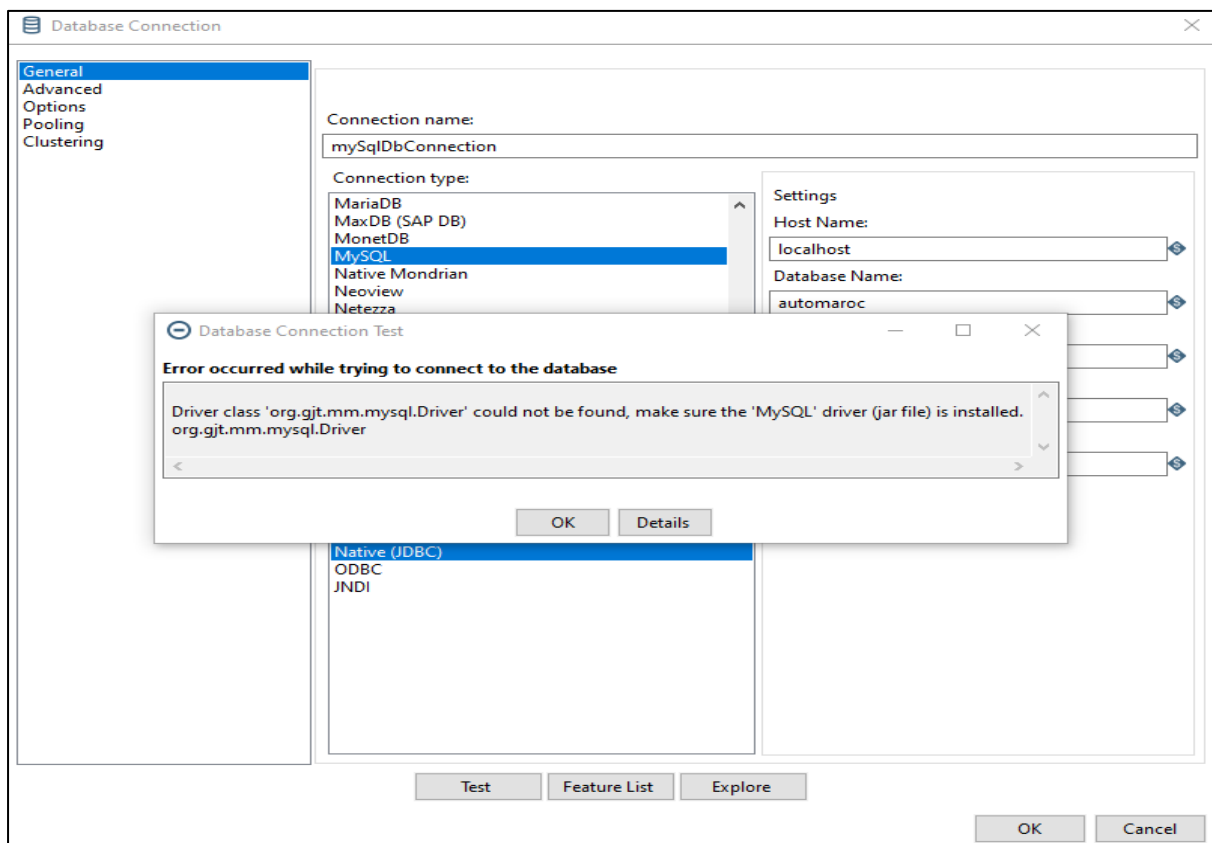 Database Connection
General
Advanced
Options
Pooling
Clustering
Connection name:
mySqlDbConnection
Connection type:
MariaDB
MaxDB (SAP DB)
MonetDB
MySQL
Native Mondrian
Neoview
Netezza
Settings
Host Name:
localhost
Database Name:
automaroc
Database Connection Test
Error occurred while trying to connect to the database
Driver class 'org.gjt.mm.mysql.Driver' could not be found, make sure the 'MySQL' driver (jar file) is installed.
org.gjt.mm.mysql.Driver
OK Details
Native (JDBC)
ODBC
JNDI
Test Feature List Explore
OK Cancel